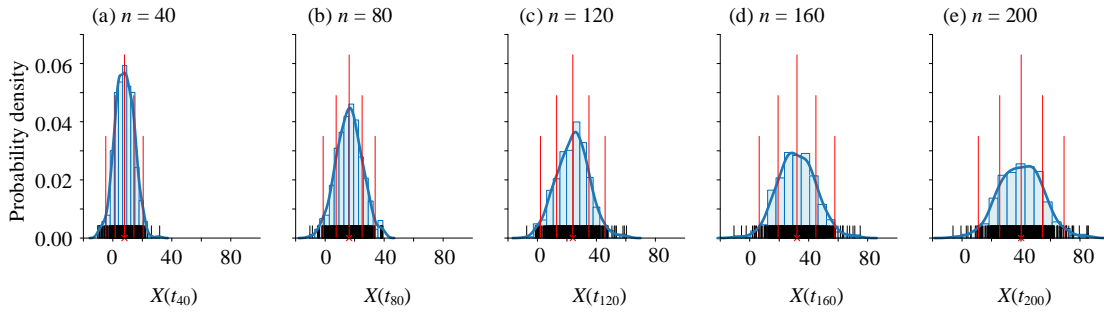 (a) n = 40
(b) n = 80
(c) n = 120
(d) n = 160
(e) n = 200
Probability density
0.06
0.04
0.02
0.00
0 40 80
0 40 80
0 40 80
0 40 80
0 40 80
X(t40)
X(t80)
X(t120)
X(t160)
X(t200)